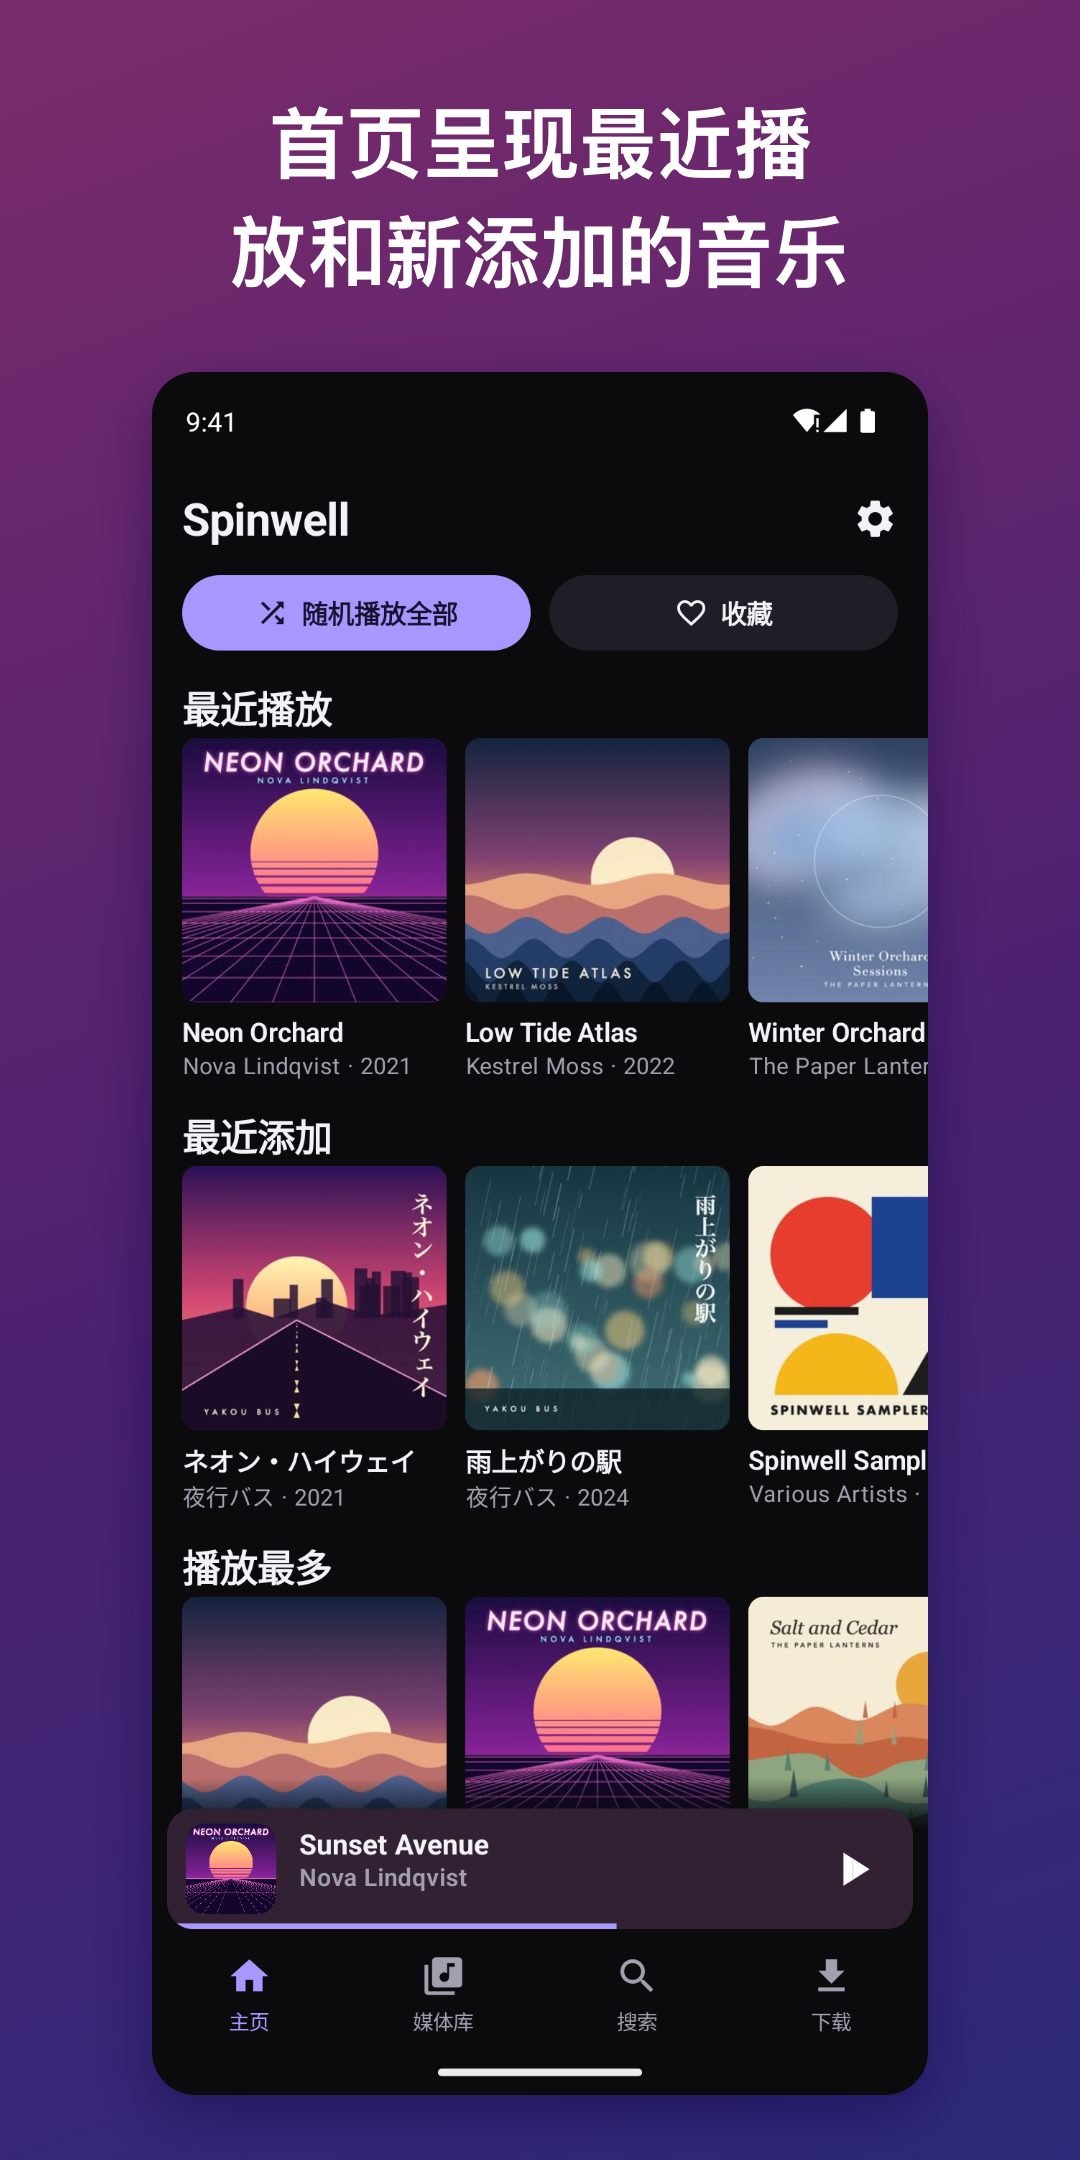 首页呈现最近播
放和新添加的音乐
9:41
Spinwell
随机播放全部
收藏
最近播放
NEON ORCHARD
NOVA LINDQVIST
LOW TIDE ATLAS
KESTREL MOSS
Winter Orchard
Sessions
THE PAPER LANTERN
Neon Orchard
Nova Lindqvist · 2021
Low Tide Atlas
Kestrel Moss · 2022
Winter Orchard
The Paper Lanter
最近添加
ネオン・ハイウェイ
YAKOU BUS
雨上がりの駅
YAKOU BUS
SPINWELL SAMPLER
ネオン・ハイウェイ
夜行バス · 2021
雨上がりの駅
夜行バス · 2024
Spinwell Sampl
Various Artists ·
播放最多
NEON ORCHARD
NOVA LINDQVIST
Salt and Cedar
THE PAPER LANTERNS
NEON ORCHARD
Sunset Avenue
Nova Lindqvist
主页
媒体库
搜索
下载